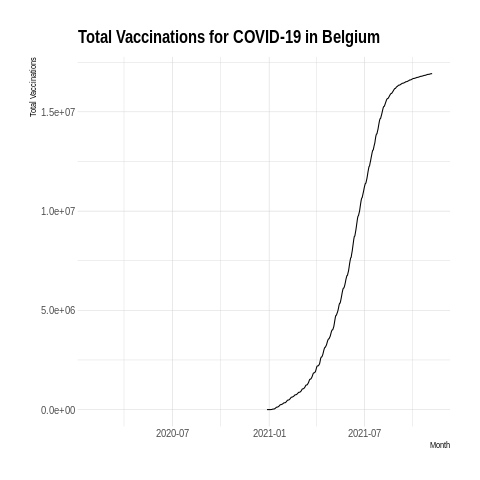 Total Vaccinations for COVID-19 in Belgium
Total Vaccinations
1.5e+07
1.0e+07
5.0e+06
0.0e+00
2020-07 2021-01 2021-07
Month